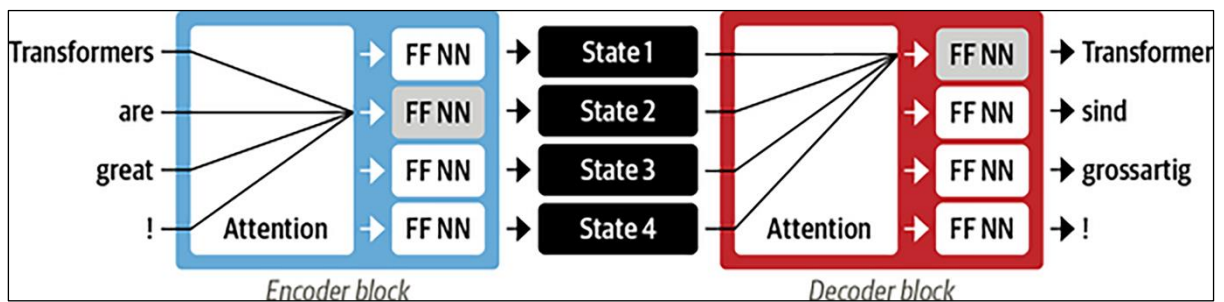 Transformers FF NN State 1 FF NN Transformer
are FF NN State 2 FF NN sind
great FF NN State 3 FF NN grossartig
! Attention FF NN State 4 Attention FF NN !
Encoder block Decoder block